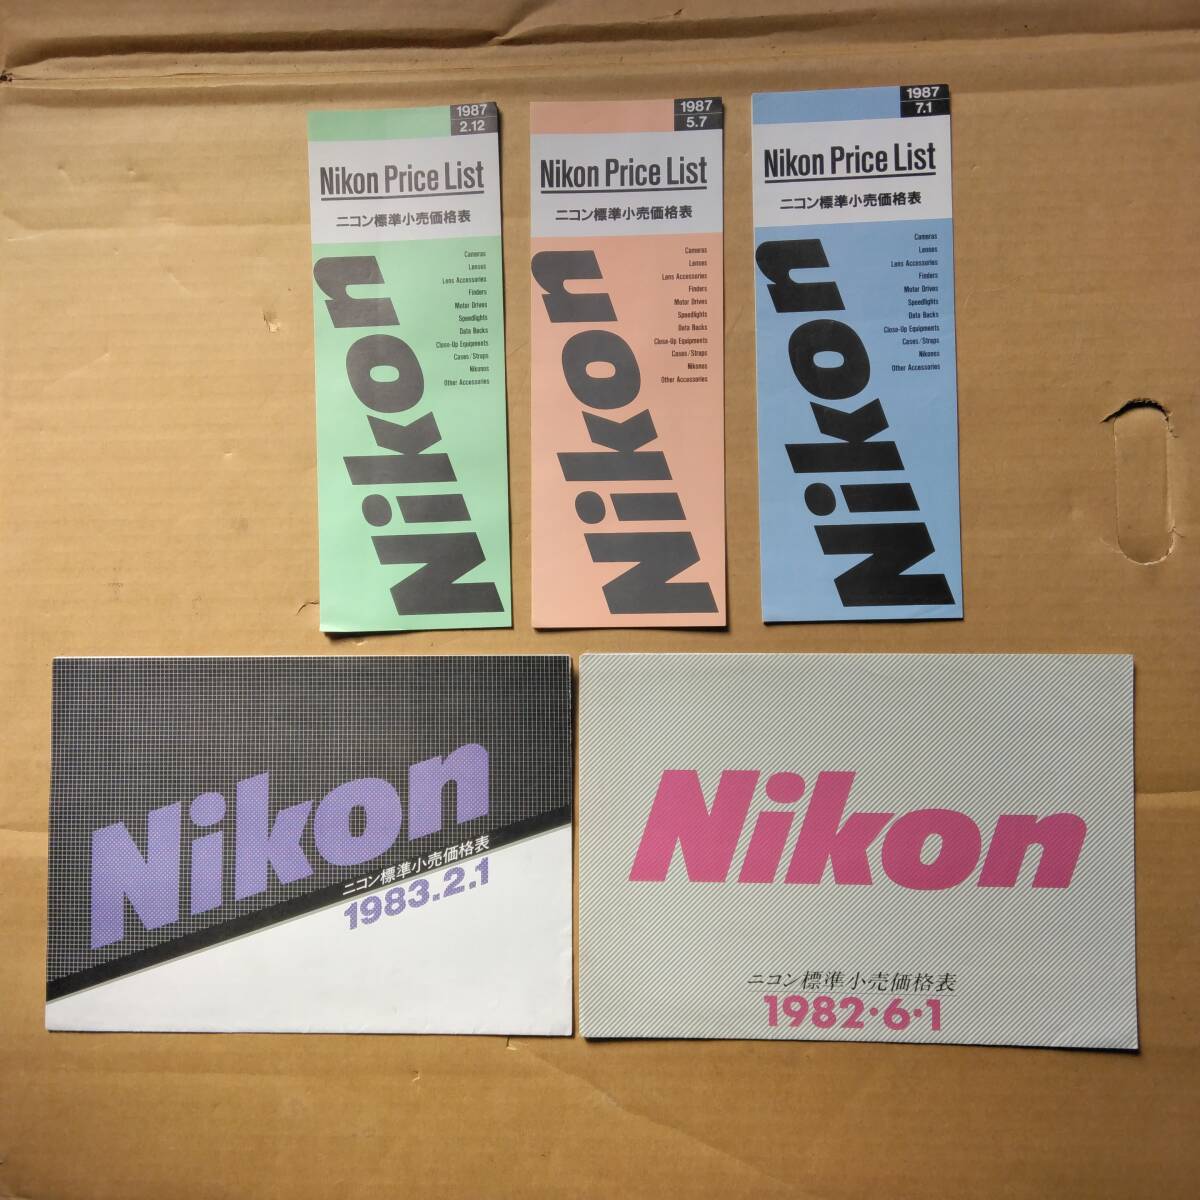 1987
2.12
Nikon Price List
ニコン標準小売価格表
Cameras
Lenses
Lens Accessories
Finders
Motor Drives
Speedlights
Data Backs
Close-Up Equipments
Cases/Straps
Nikonos
Other Accessories
Nikon
1987
5.7
Nikon Price List
ニコン標準小売価格表
Cameras
Lenses
Lens Accessories
Finders
Motor Drives
Speedlights
Data Backs
Close-Up Equipments
Cases/Straps
Nikonos
Other Accessories
Nikon
1987
7.1
Nikon Price List
ニコン標準小売価格表
Cameras
Lenses
Lens Accessories
Finders
Motor Drives
Speedlights
Data Backs
Close-Up Equipments
Cases/Straps
Nikonos
Other Accessories
Nikon
Nikon
ニコン標準小売価格表
1983.2.1
Nikon
ニコン標準小売価格表
1982・6・1